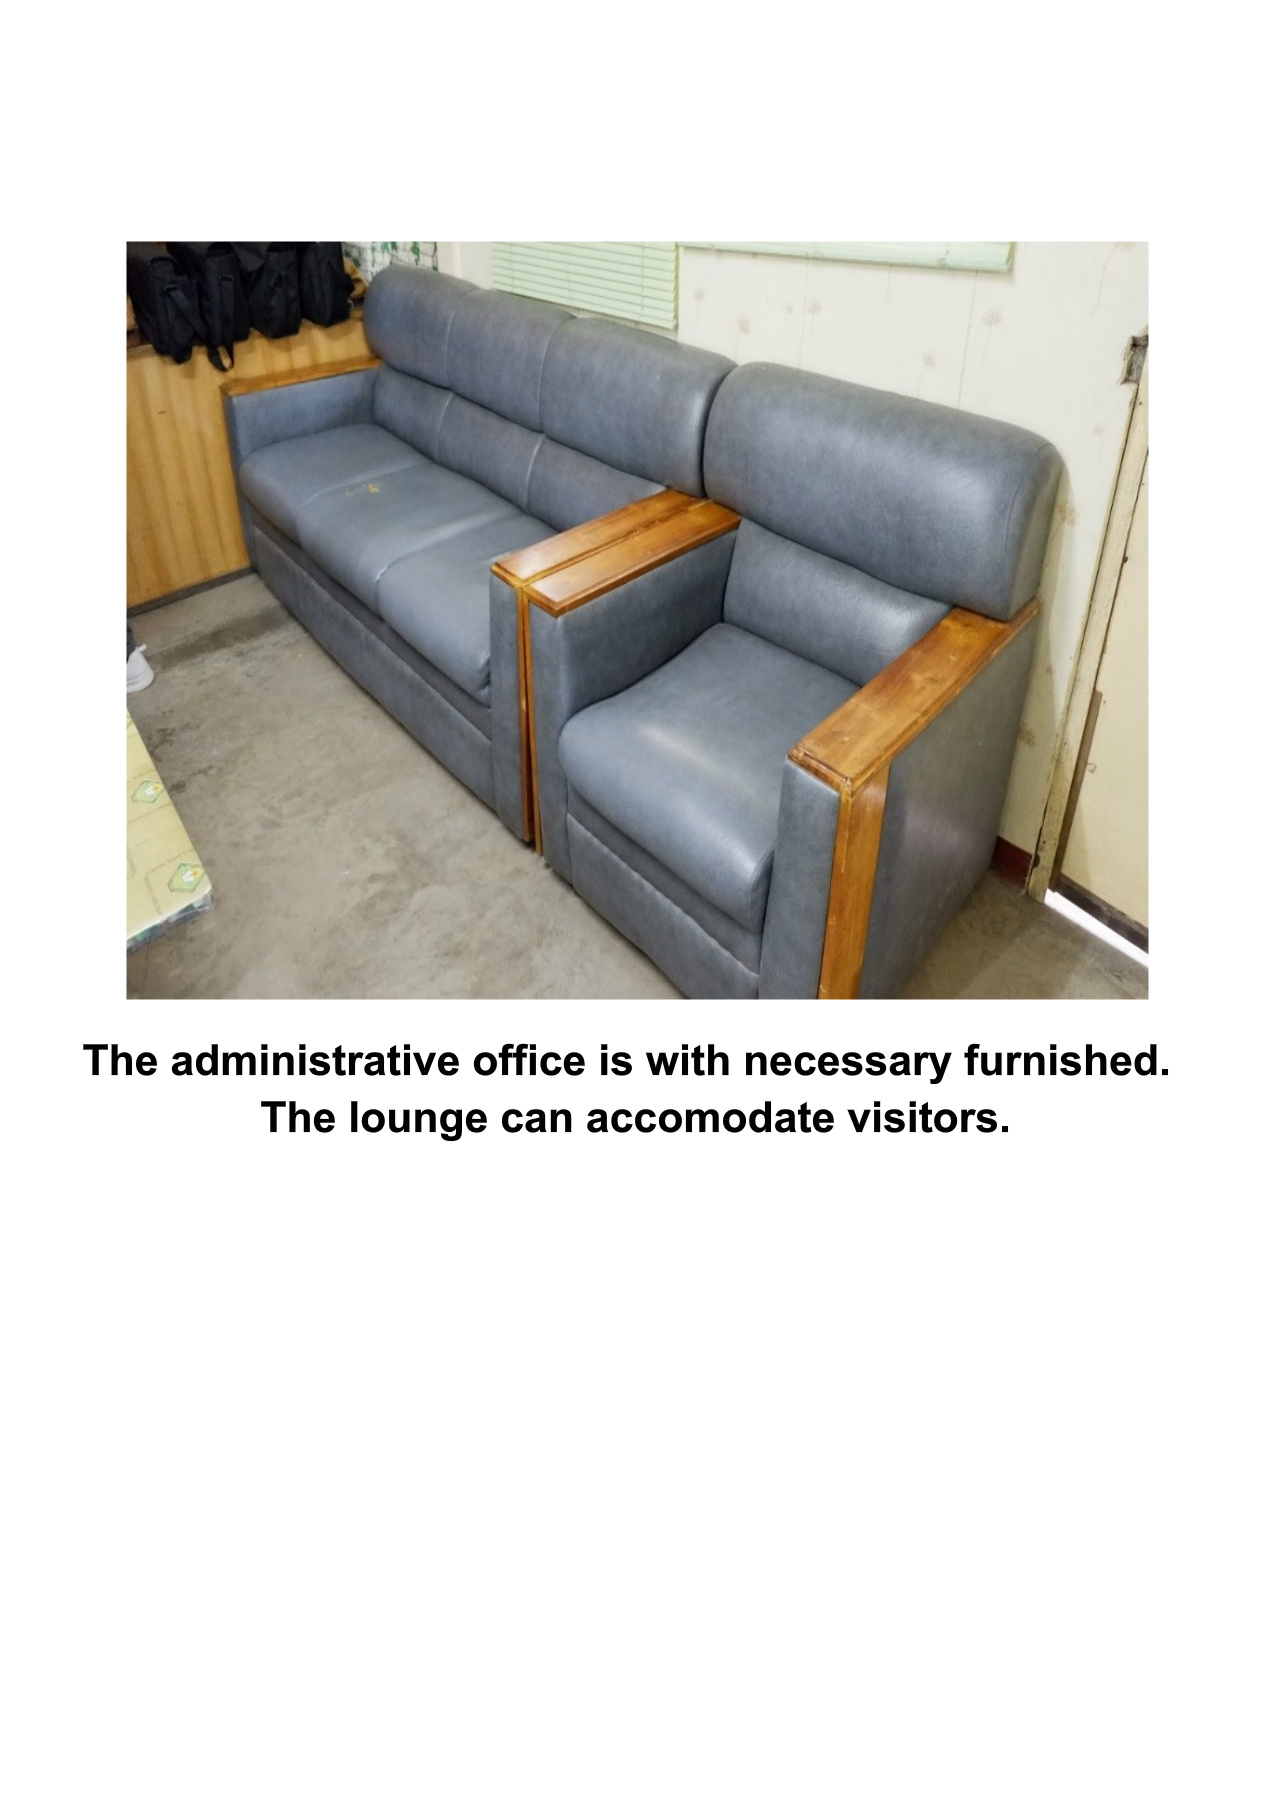 The administrative office is with necessary furnished.
The lounge can accomodate visitors.